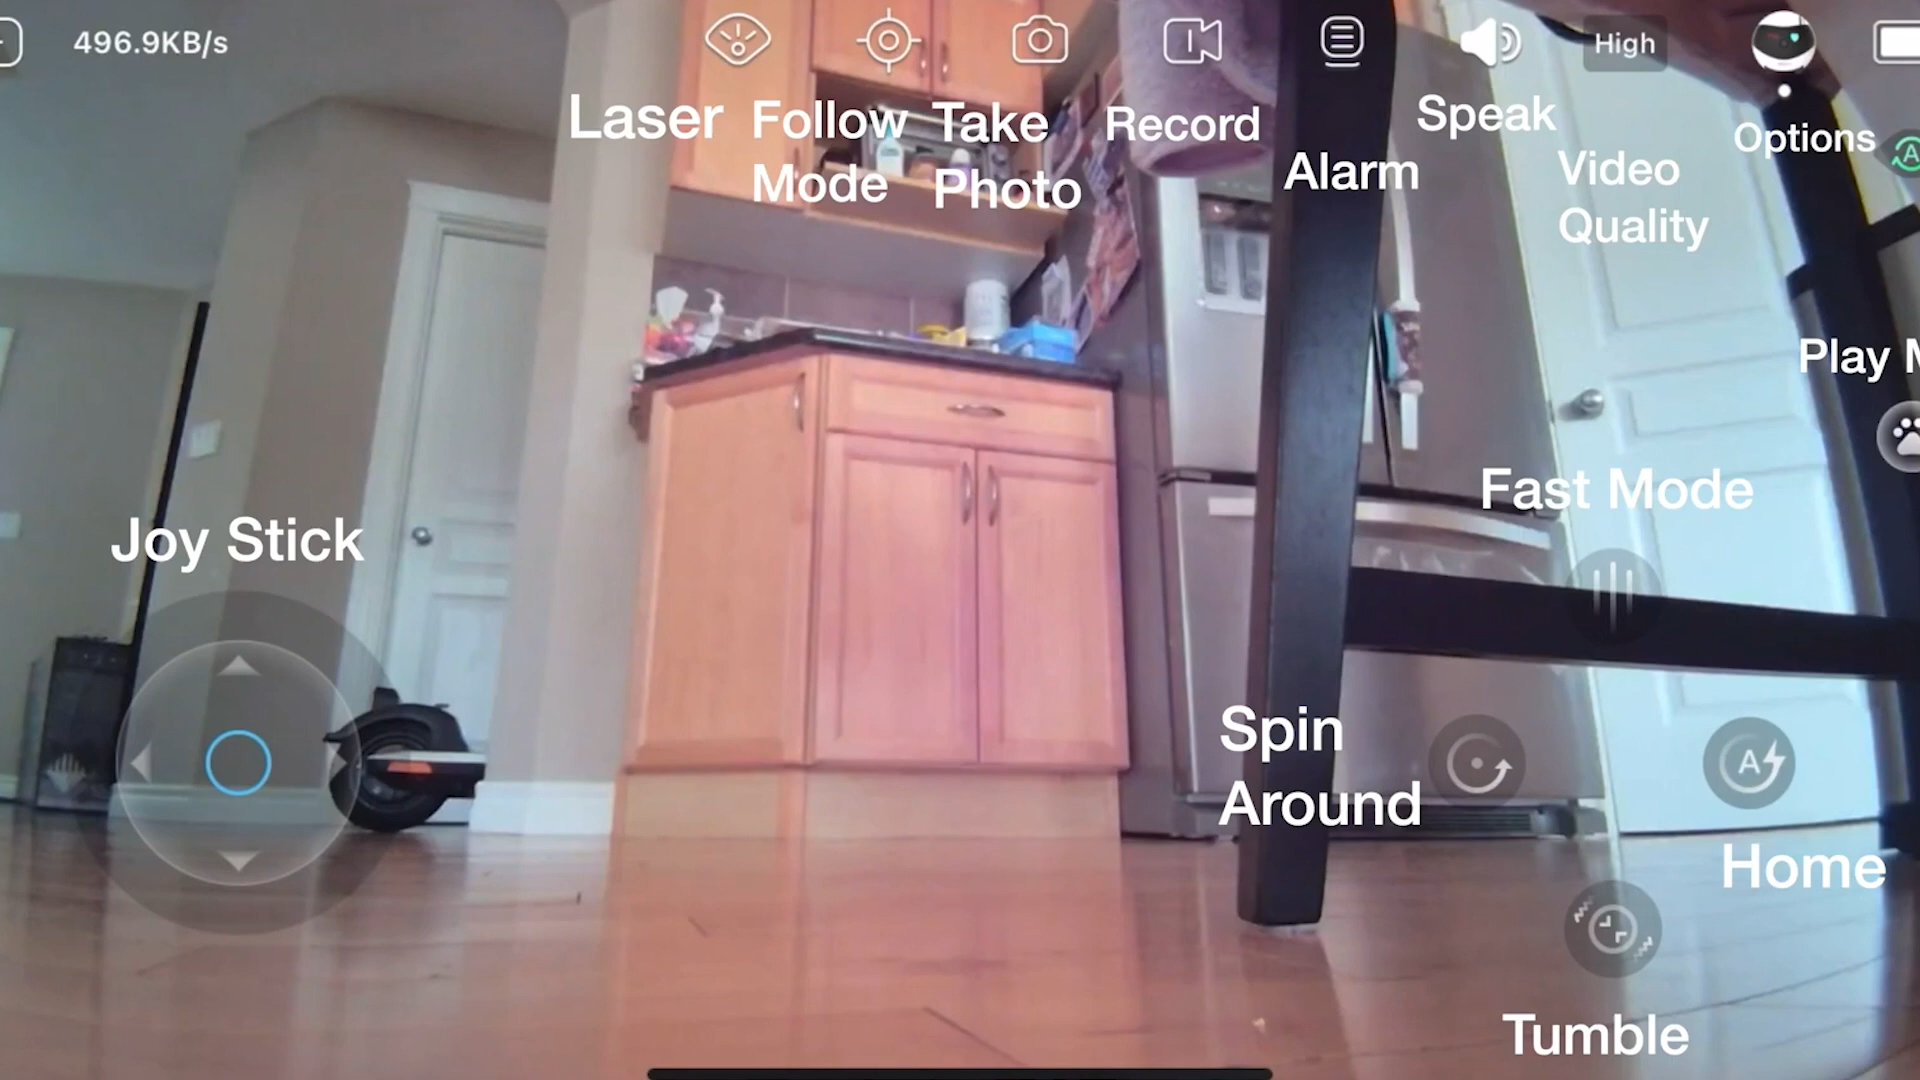 496.9KB/s
High
Laser
Follow
Mode
Take
Photo
Record
Alarm
Speak
Video
Quality
Options
A
Play M
Fast Mode
Joy Stick
Spin
Around
A
Home
Tumble